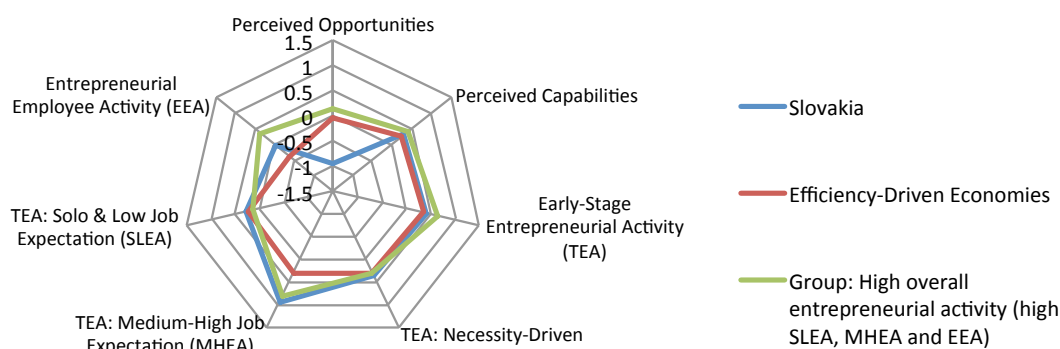 Perceived Opportunities
1.5
1
0.5
0
-0.5
-1
-1.5
Perceived Capabilities
Early-Stage
Entrepreneurial Activity
(TEA)
TEA: Necessity-Driven
TEA: Medium-High Job
Expectation (MHEA)
TEA: Solo & Low Job
Expectation (SLEA)
Entrepreneurial
Employee Activity (EEA)
Slovakia
Efficiency-Driven Economies
Group: High overall
entrepreneurial activity (high
SLEA, MHEA and EEA)